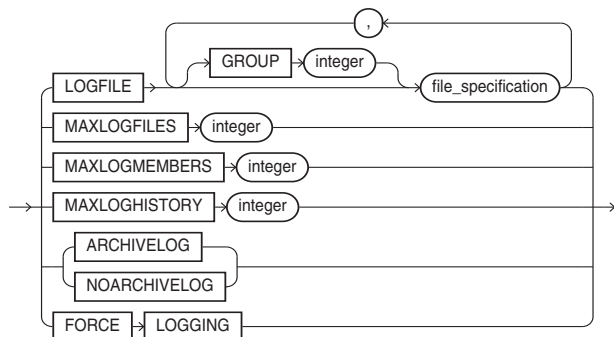 ,
GROUP integer
LOGFILE file_specification
MAXLOGFILES integer
MAXLOGMEMBERS integer
MAXLOGHISTORY integer
ARCHIVELOG
NOARCHIVELOG
FORCE LOGGING